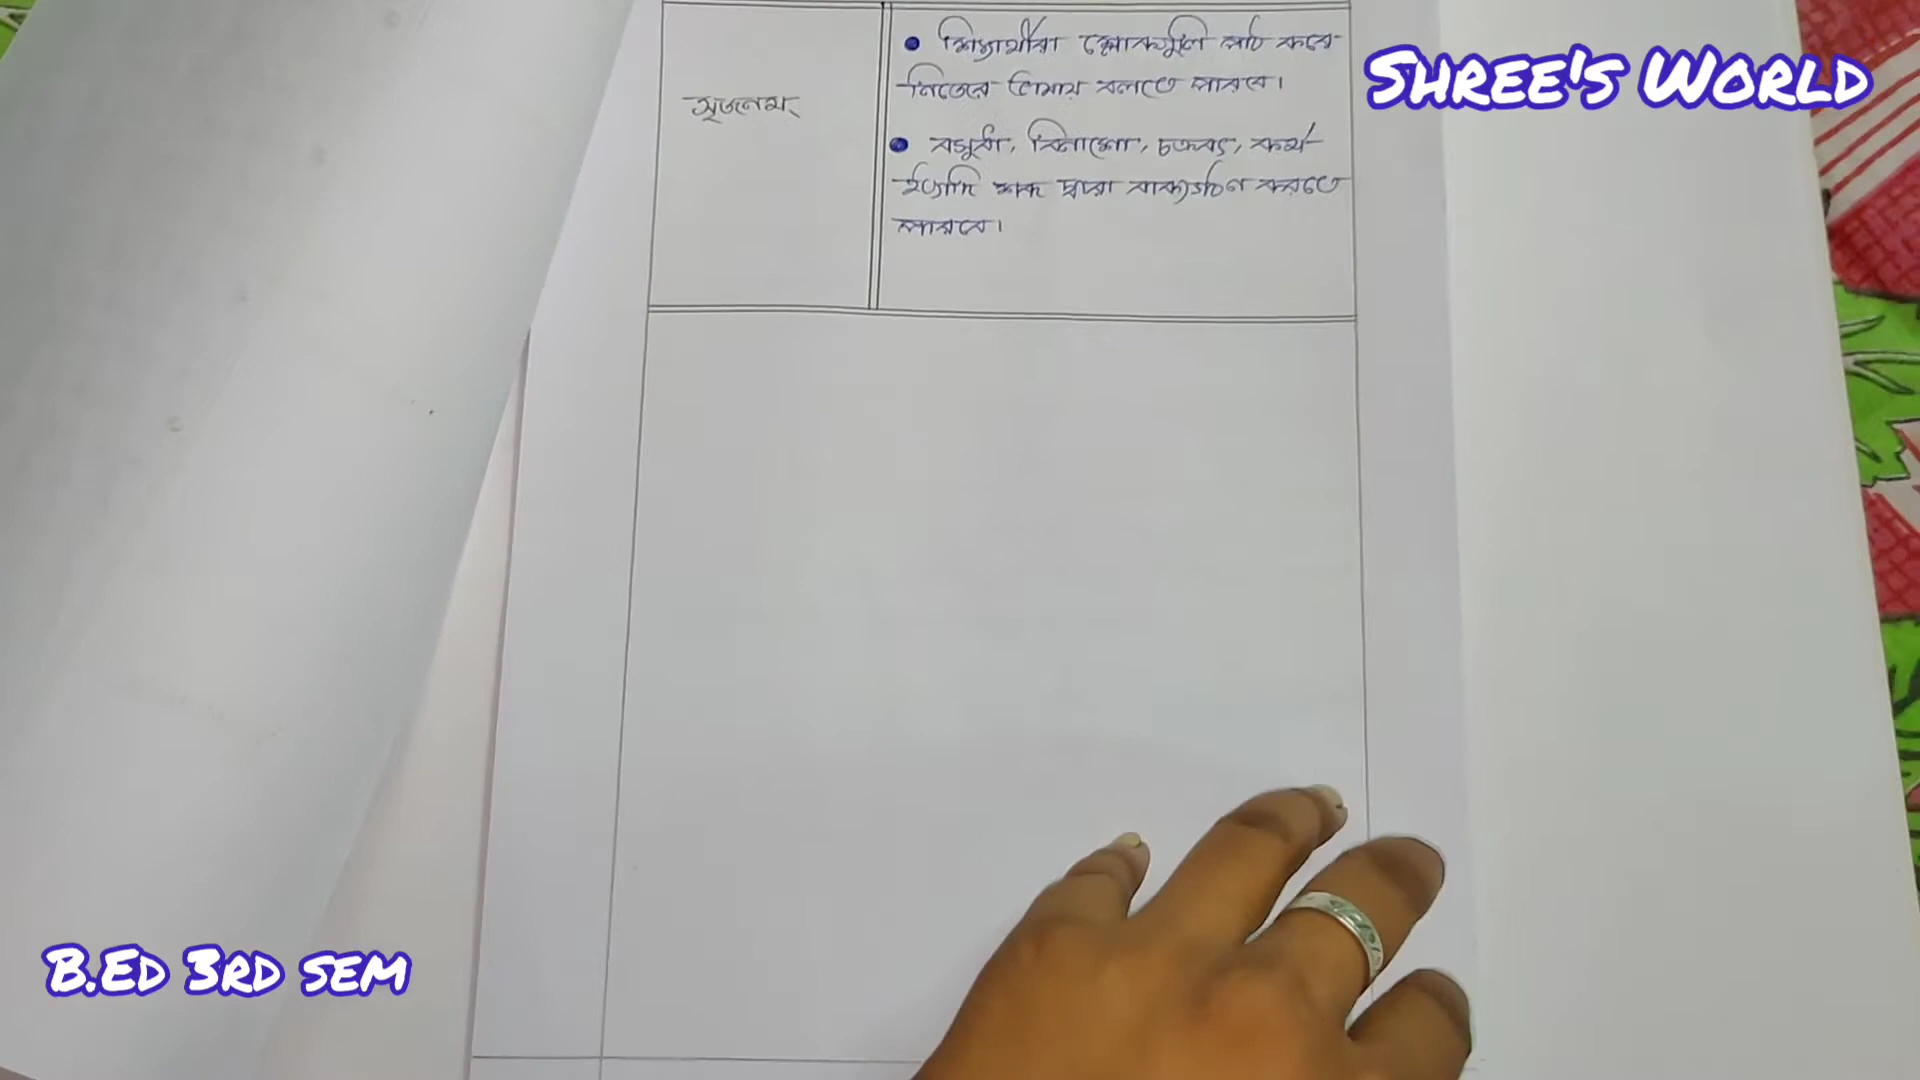 সৃজনম্
• শিক্ষার্থীরা শ্লোকগুলি পাঠ করে
নিজের ভাষায় বলতে পারবে।
• বসুধা, বিনাশো, চক্রবৎ, কর্ম
ইত্যাদি শব্দ দ্বারা বাক্যগঠন করতে
পারবে।
SHREE'S WORLD
B.ED 3RD SEM